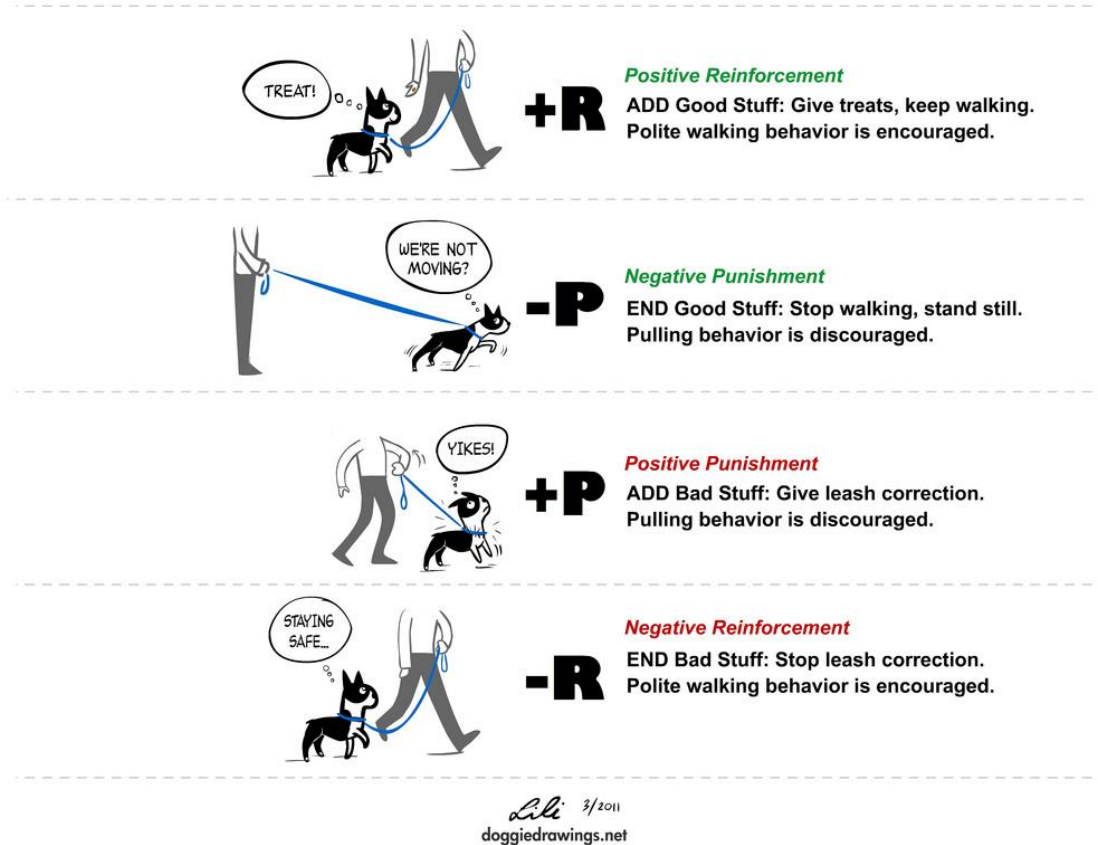 TREAT!
+R
Positive Reinforcement
ADD Good Stuff: Give treats, keep walking.
Polite walking behavior is encouraged.
WE'RE NOT
MOVING?
-P
Negative Punishment
END Good Stuff: Stop walking, stand still.
Pulling behavior is discouraged.
YIKES!
+P
Positive Punishment
ADD Bad Stuff: Give leash correction.
Pulling behavior is discouraged.
STAYING
SAFE...
-R
Negative Reinforcement
END Bad Stuff: Stop leash correction.
Polite walking behavior is encouraged.
Lili 3/2011
doggiedrawings.net